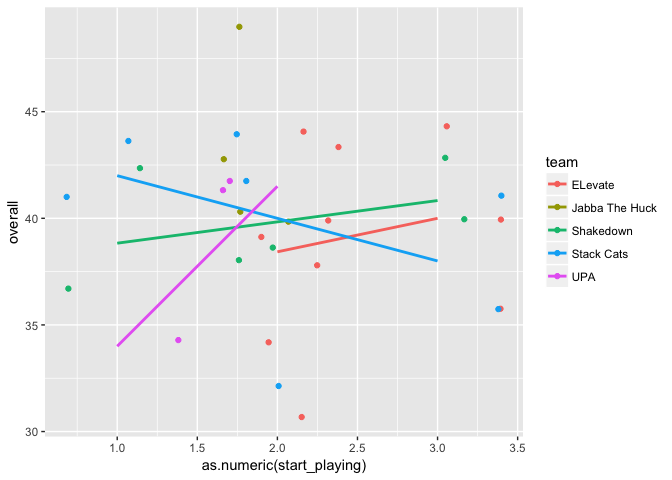 overall
45
40
35
30
1.0 1.5 2.0 2.5 3.0 3.5
as.numeric(start_playing)
team
ELevate
Jabba The Huck
Shakedown
Stack Cats
UPA